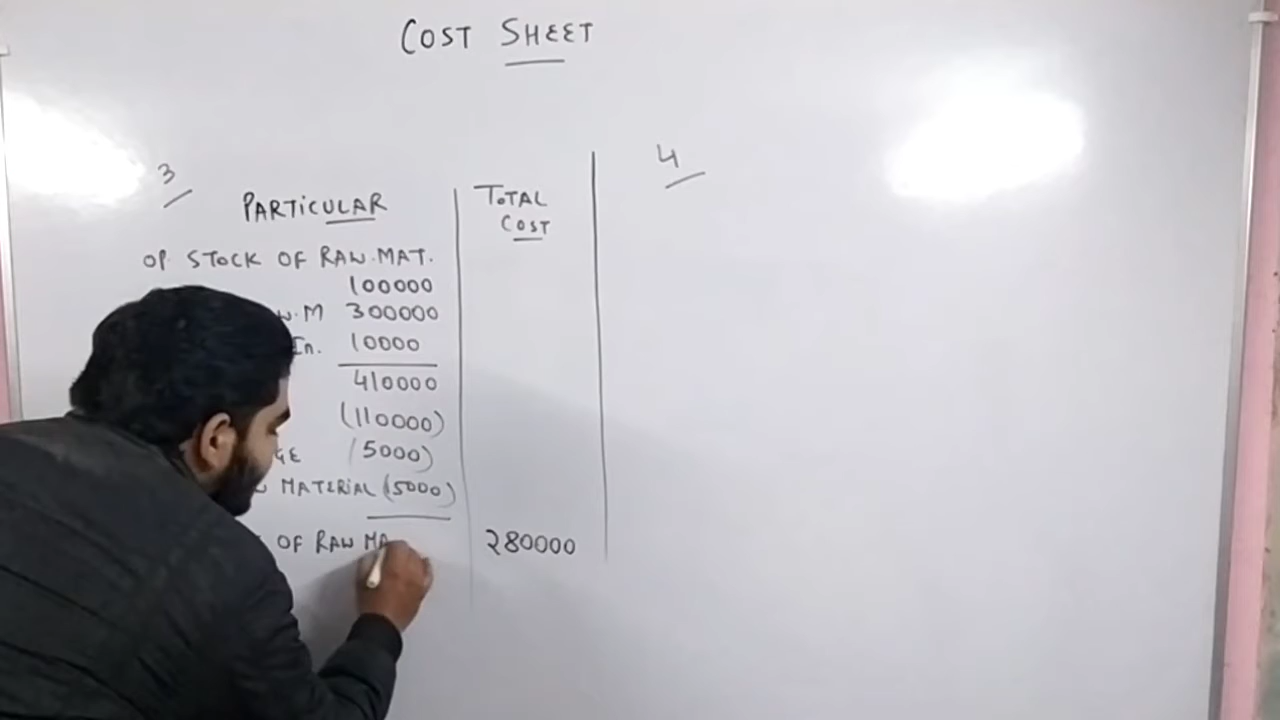 COST SHEET
3
PARTICULAR
TOTAL
COST
OP. STOCK OF RAW.MAT.
100000
W.M 300000
In. 10000
410000
(110000)
GE (5000)
MATERIAL (5000)
OF RAW MA 280000
4